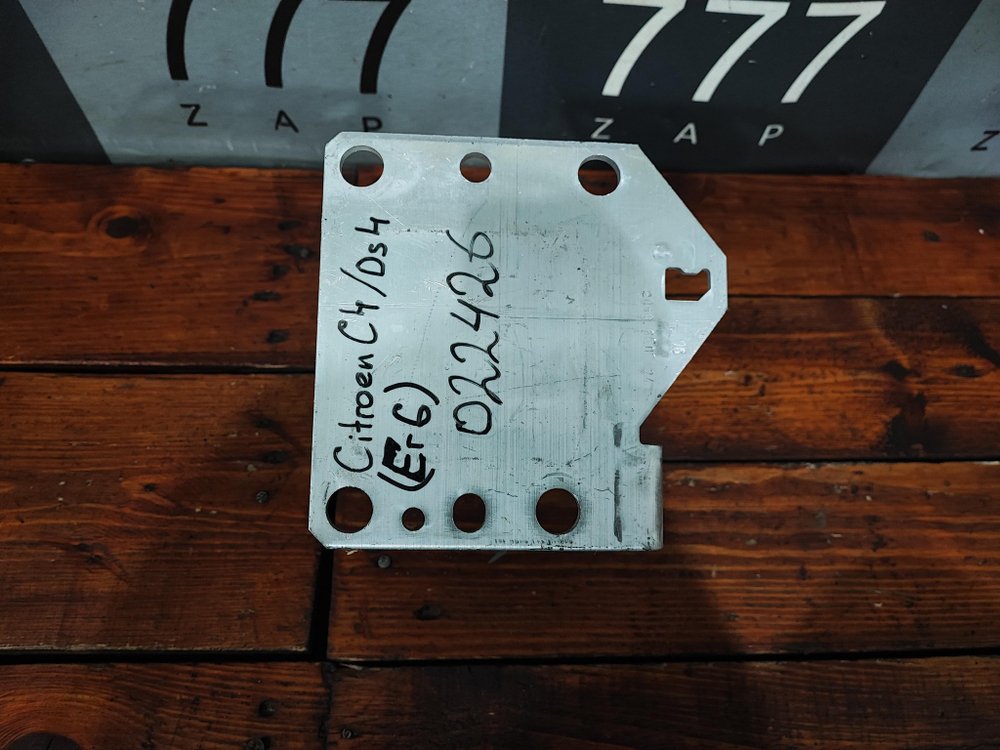 777
ZAP
777
ZAP
Z
Citroen C4/Ds4
(Er6)
022426